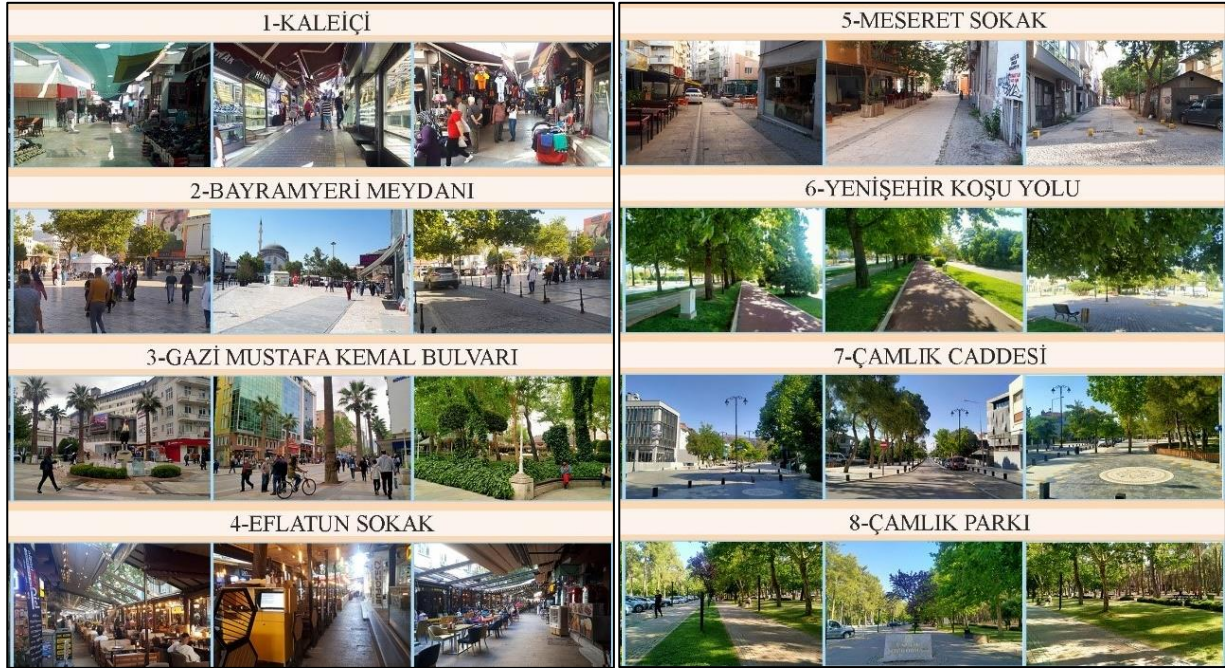 1-KALEİÇİ
2-BAYRAMYERİ MEYDANI
3-GAZİ MUSTAFA KEMAL BULVARI
4-EFLATUN SOKAK
5-MESERET SOKAK
6-YENİŞEHİR KOŞU YOLU
7-ÇAMLIK CADDESİ
8-ÇAMLIK PARKI